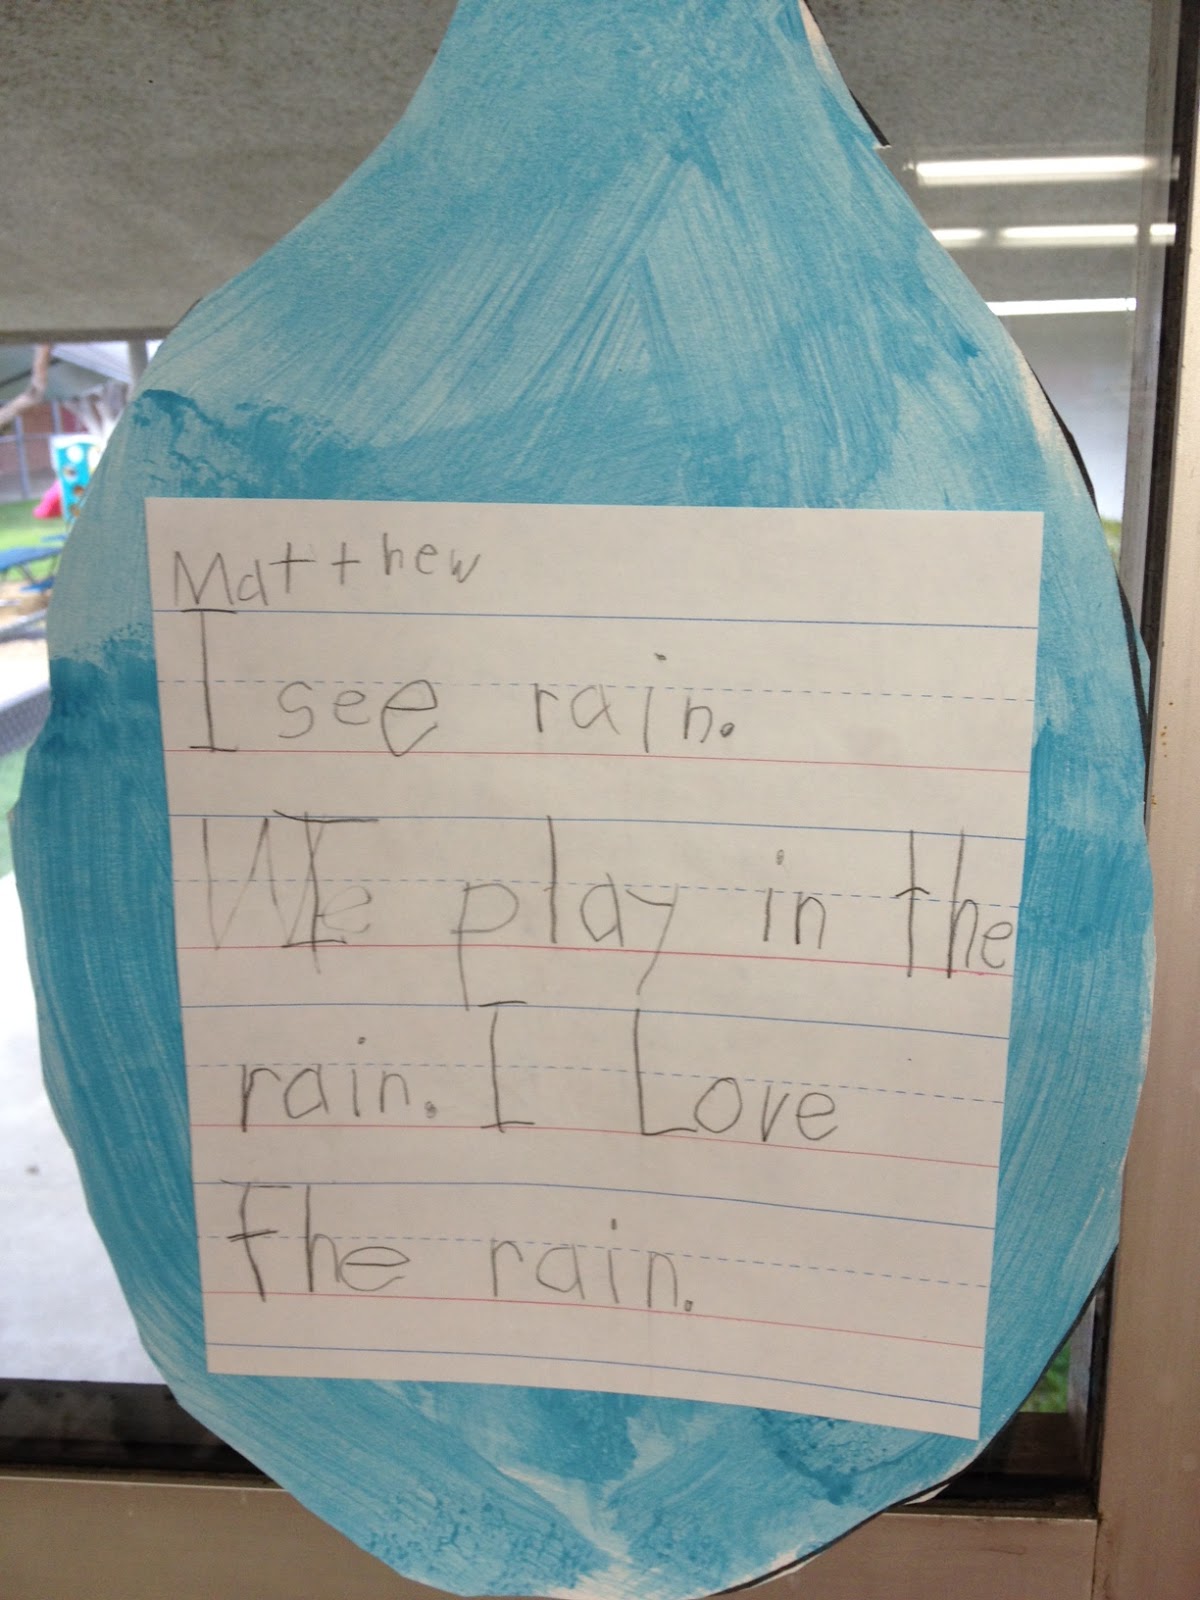 Matthew
I see rain.
We play in the
rain. I Love
the rain.